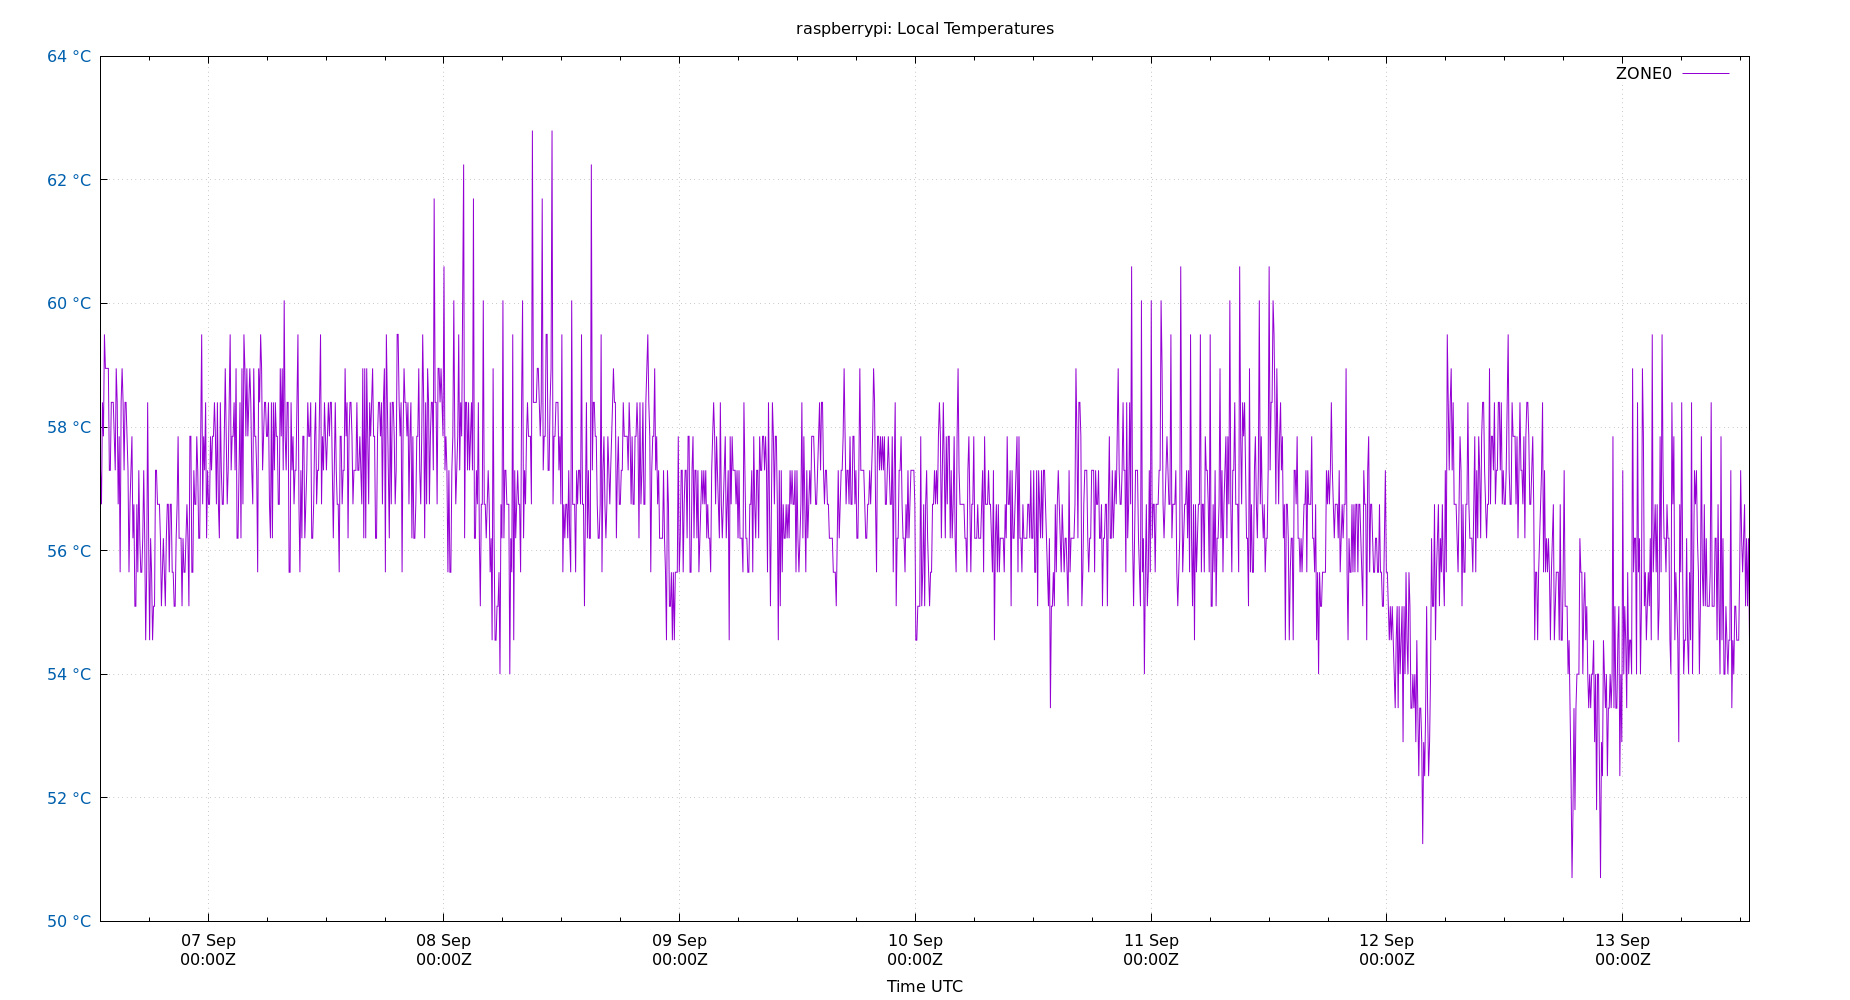 raspberrypi: Local Temperatures
64 °C
ZONE0
62 °C
60 °C
58 °C
56 °C
54 °C
52 °C
50 °C
07 Sep 08 Sep 09 Sep 10 Sep 11 Sep 12 Sep 13 Sep
00:00Z 00:00Z 00:00Z 00:00Z 00:00Z 00:00Z 00:00Z
Time UTC